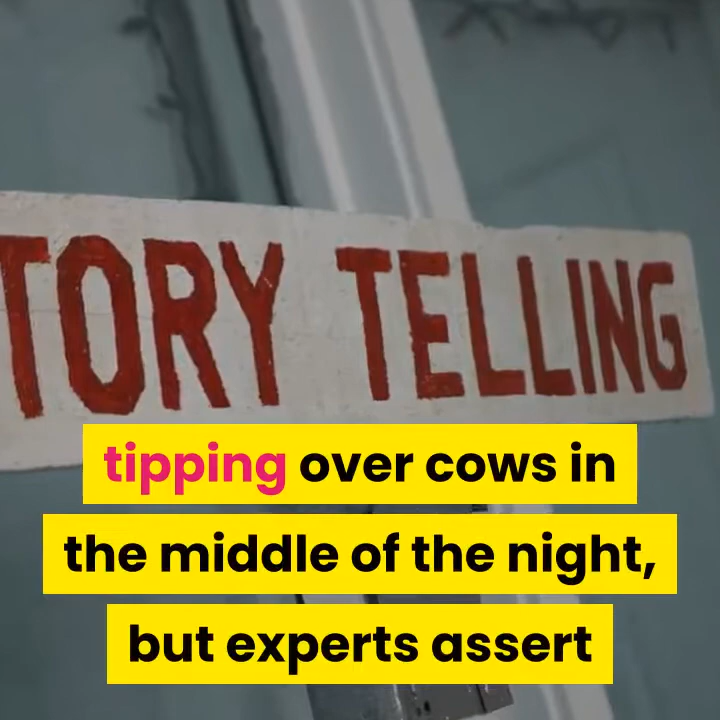 TORY TELLING
tipping over cows in
the middle of the night,
but experts assert